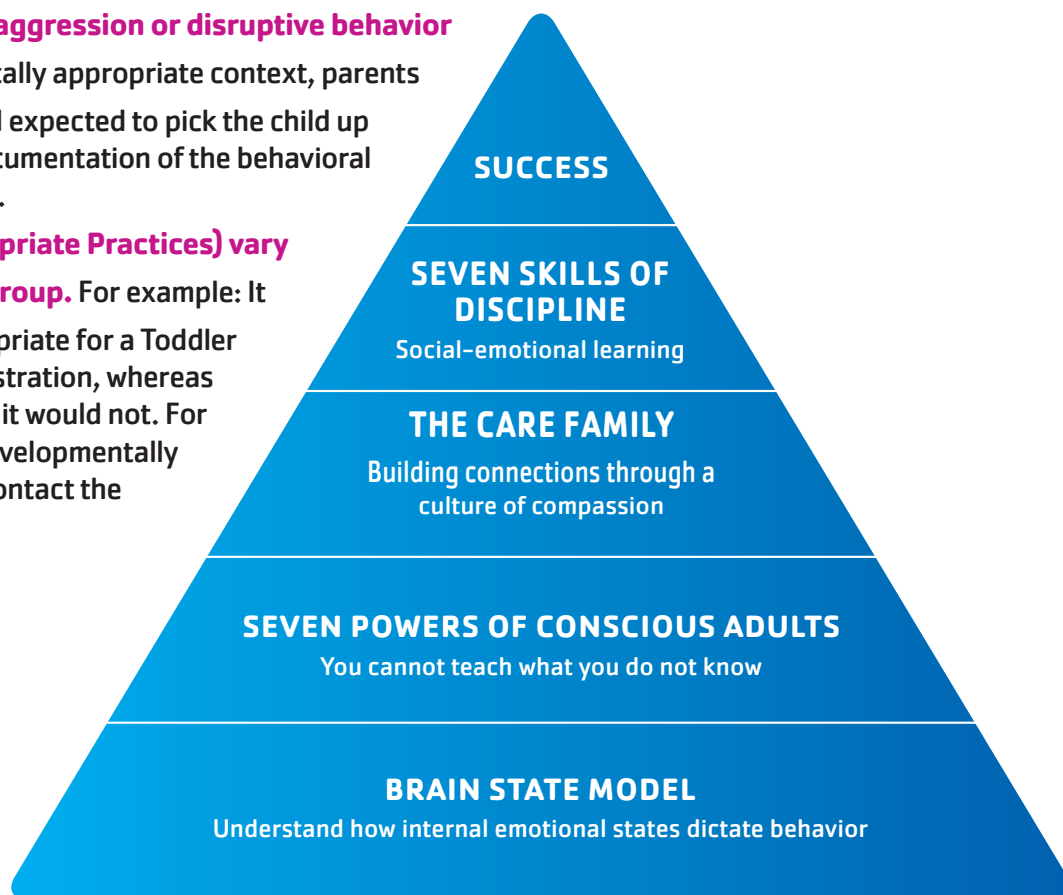 aggression or disruptive behavior
ally appropriate context, parents
expected to pick the child up
umentation of the behavioral
.
priate Practices) vary
roup. For example: It
priate for a Toddler
stration, whereas
it would not. For
velopmentally
ontact the
SUCCESS
SEVEN SKILLS OF
DISCIPLINE
Social-emotional learning
THE CARE FAMILY
Building connections through a
culture of compassion
SEVEN POWERS OF CONSCIOUS ADULTS
You cannot teach what you do not know
BRAIN STATE MODEL
Understand how internal emotional states dictate behavior